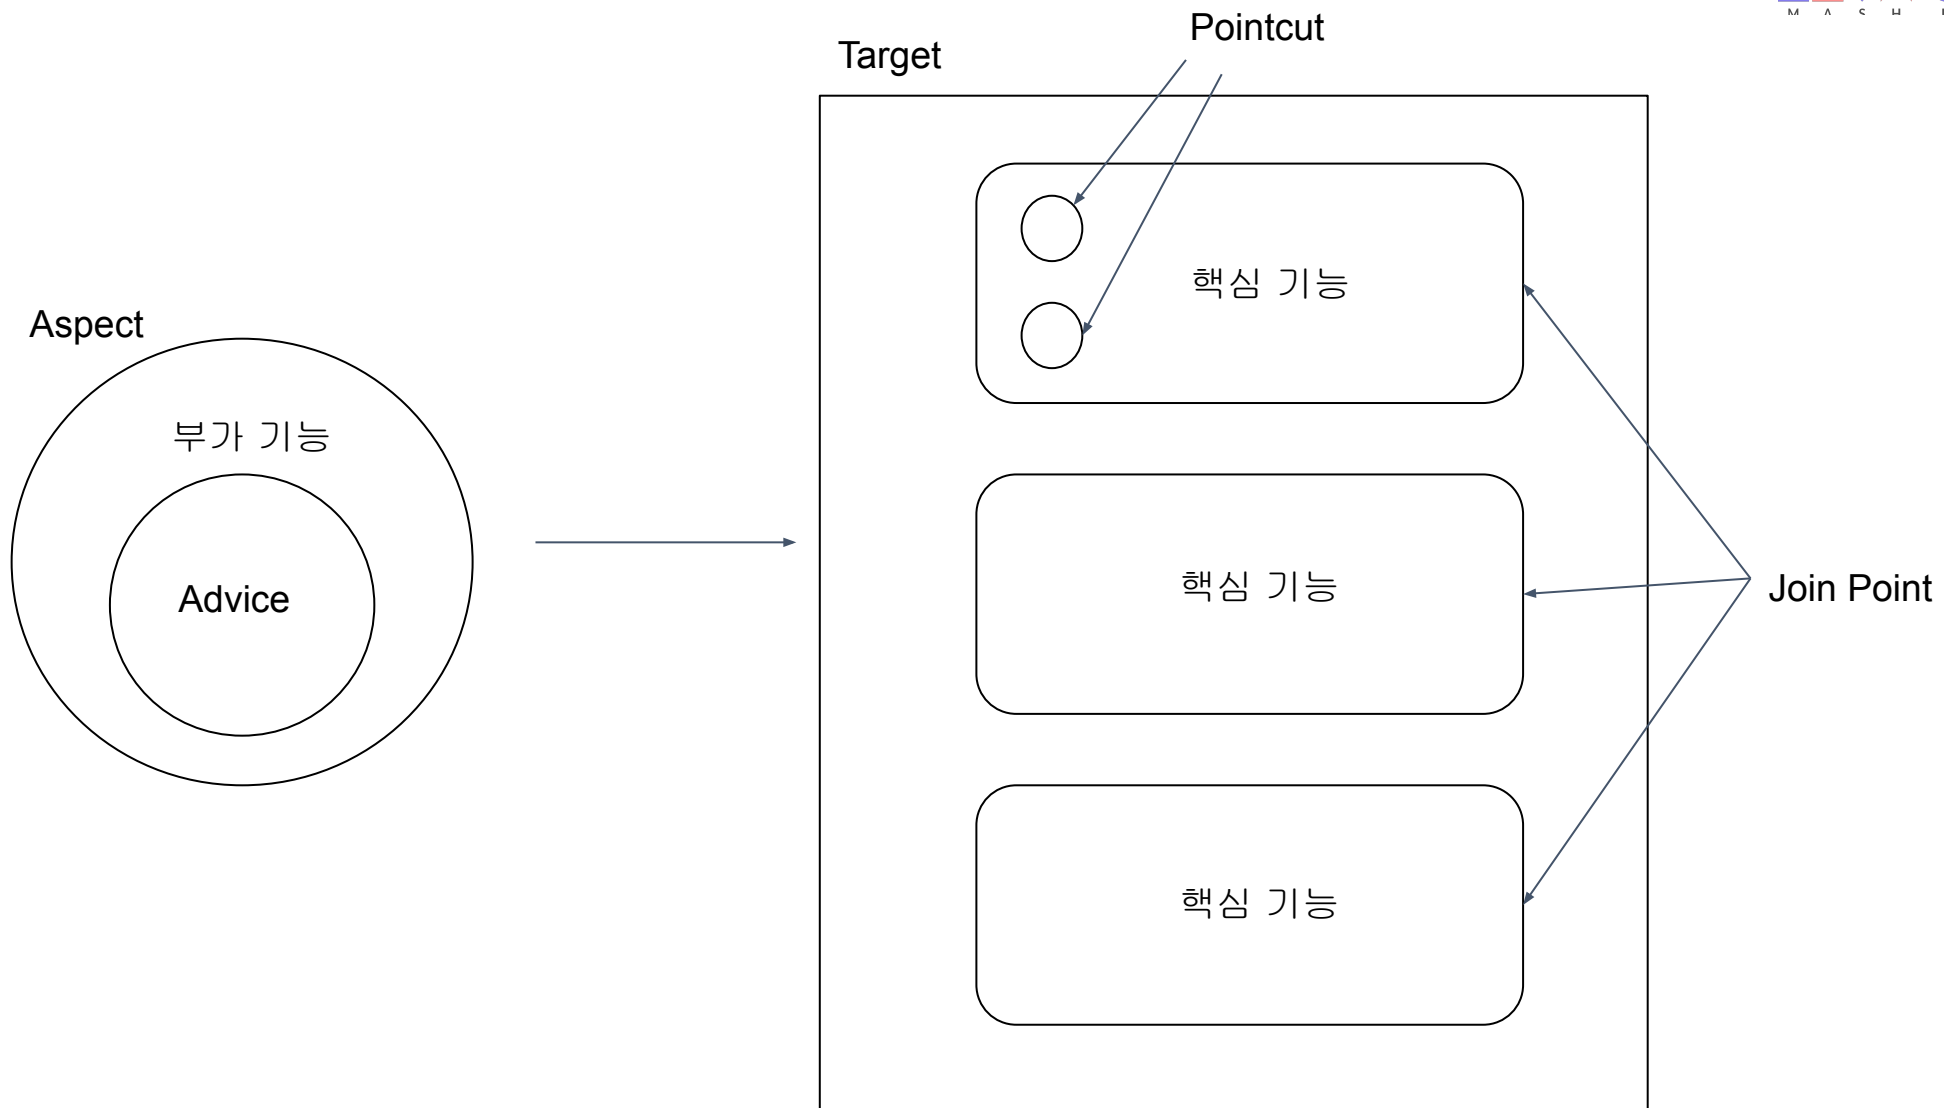 M A S H
Pointcut
Target
핵심 기능
Aspect
부가 기능
핵심 기능
Advice
Join Point
핵심 기능